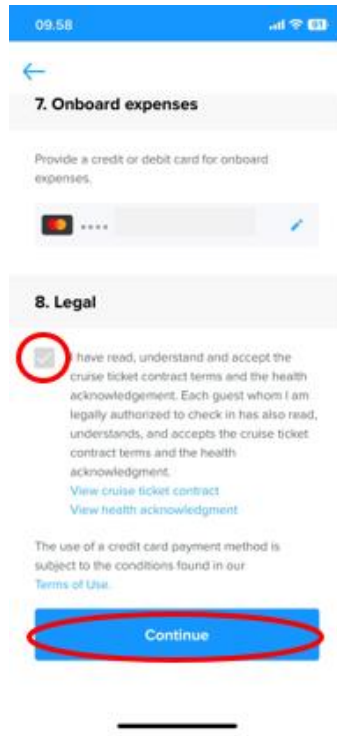 09.58
91
7. Onboard expenses
Provide a credit or debit card for onboard
expenses.
8. Legal
I have read, understand and accept the
cruise ticket contract terms and the health
acknowledgement. Each guest whom I am
legally authorized to check in has also read,
understands, and accepts the cruise ticket
contract terms and the health
acknowledgment.
View cruise ticket contract
View health acknowledgment
The use of a credit card payment method is
subject to the conditions found in our
Terms of Use.
Continue